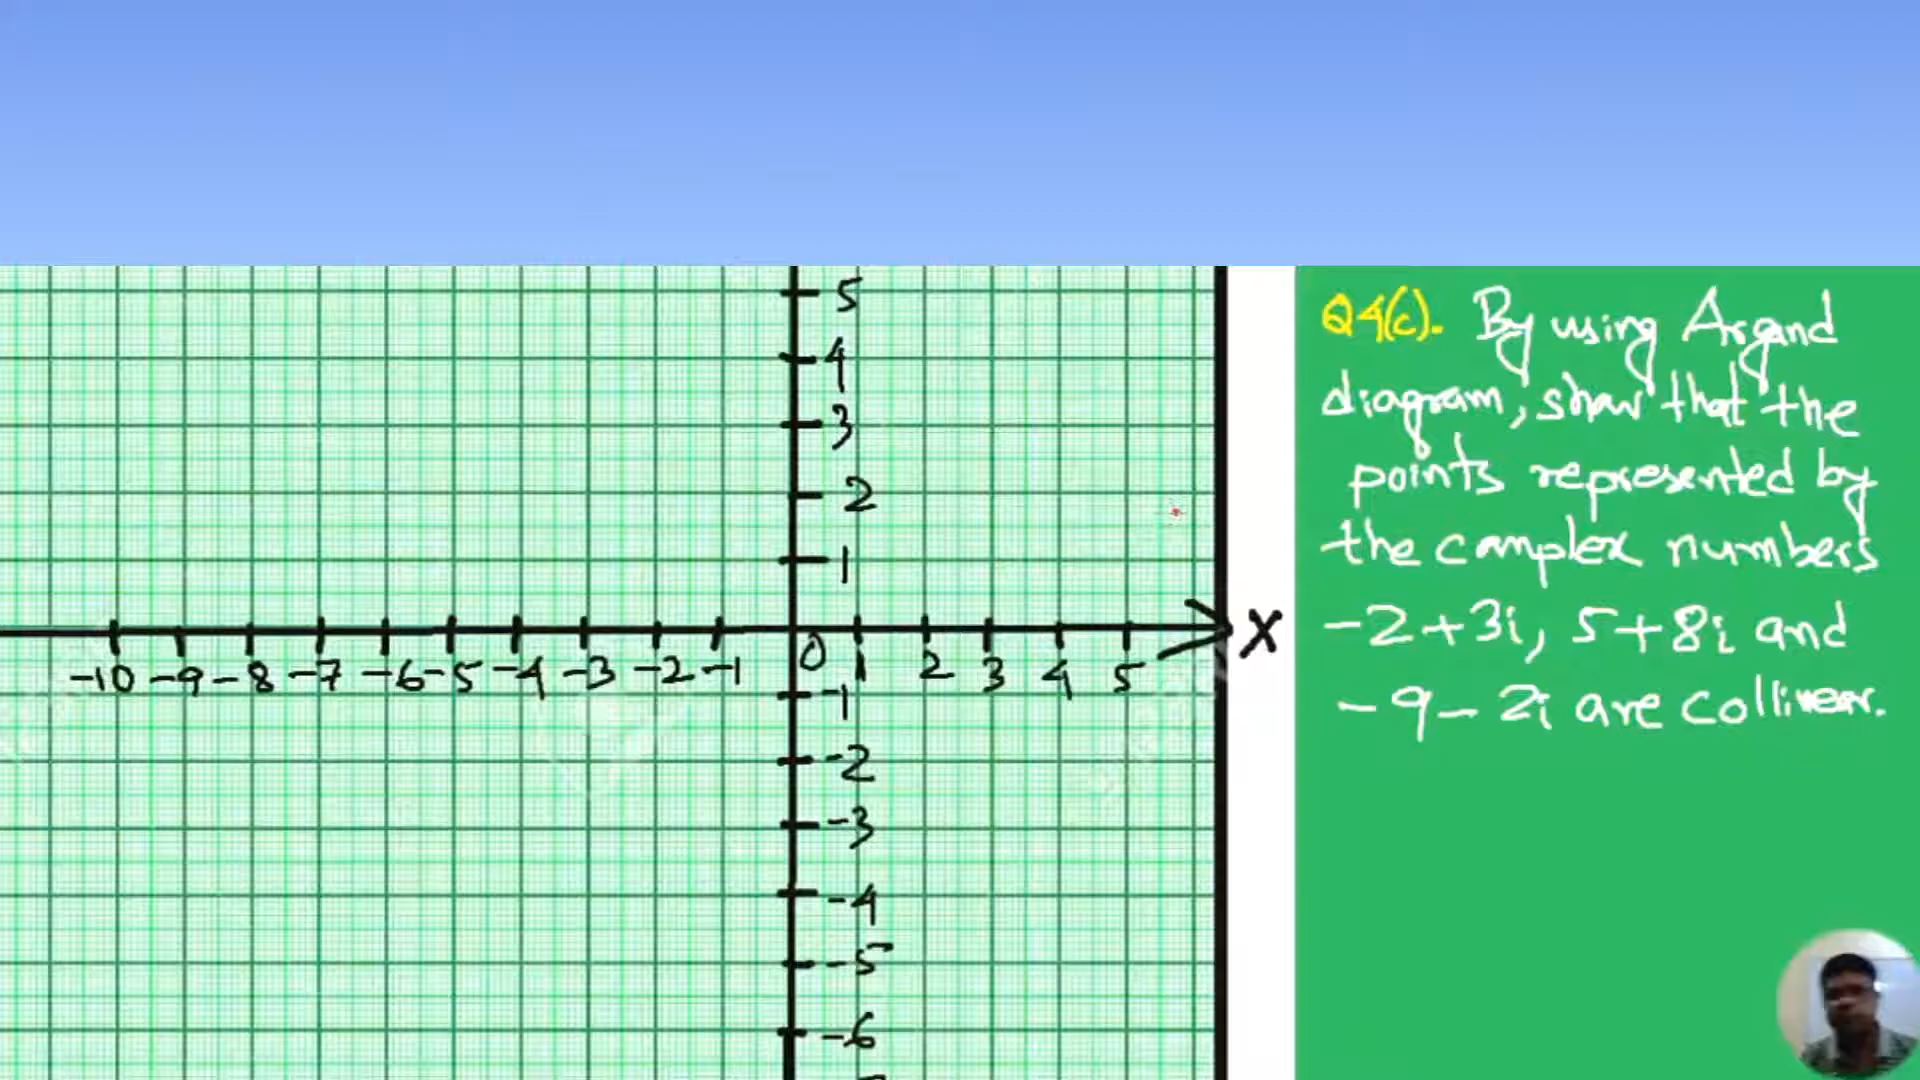 5
4
3
2
1
-10 -9 -8 -7 -6 -5 -4 -3 -2 -1 0 1 2 3 4 5 X
-1
-2
-3
-4
-5
-6
Q4(c). By using Argand
diagram, show that the
points represented by
the complex numbers
-2+3i, 5+8i and
-9-2i are collinear.